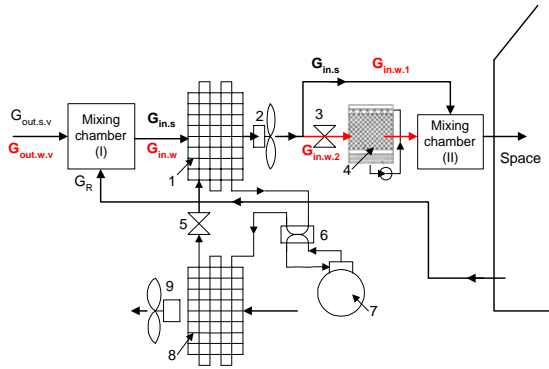 G_in.s
G_in.w.1
G_out.s.v
G_out.w.v
Mixing
chamber
(I)
G_in.s
G_in.w
2
3
G_in.w.2
4
Mixing
chamber
(II)
Space
G_R
1
5
6
7
9
8